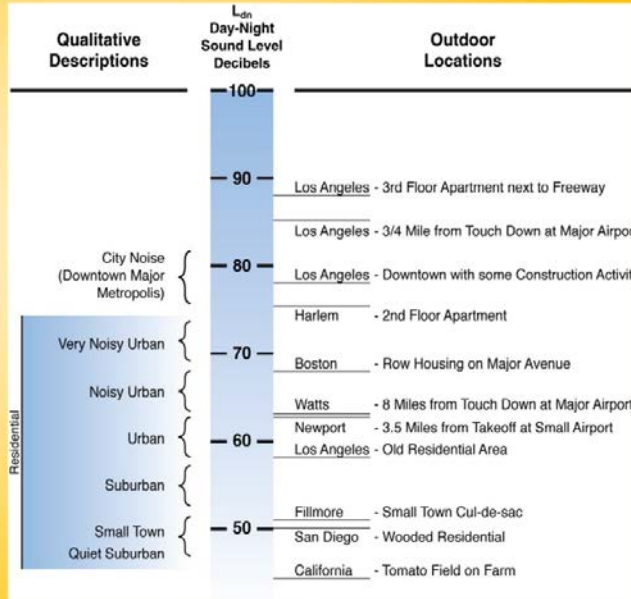 Qualitative
Descriptions
Ldn
Day-Night
Sound Level
Decibels
Outdoor
Locations
100
90
Los Angeles - 3rd Floor Apartment next to Freeway
Los Angeles - 3/4 Mile from Touch Down at Major Airpor
City Noise
(Downtown Major
Metropolis)
80
Los Angeles - Downtown with some Construction Activit
Harlem - 2nd Floor Apartment
Very Noisy Urban
70
Boston - Row Housing on Major Avenue
Noisy Urban
Watts - 8 Miles from Touch Down at Major Airport
Newport - 3.5 Miles from Takeoff at Small Airport
Urban
60
Los Angeles - Old Residential Area
Residential
Suburban
Fillmore - Small Town Cul-de-sac
50
Small Town
San Diego - Wooded Residential
Quiet Suburban
California - Tomato Field on Farm